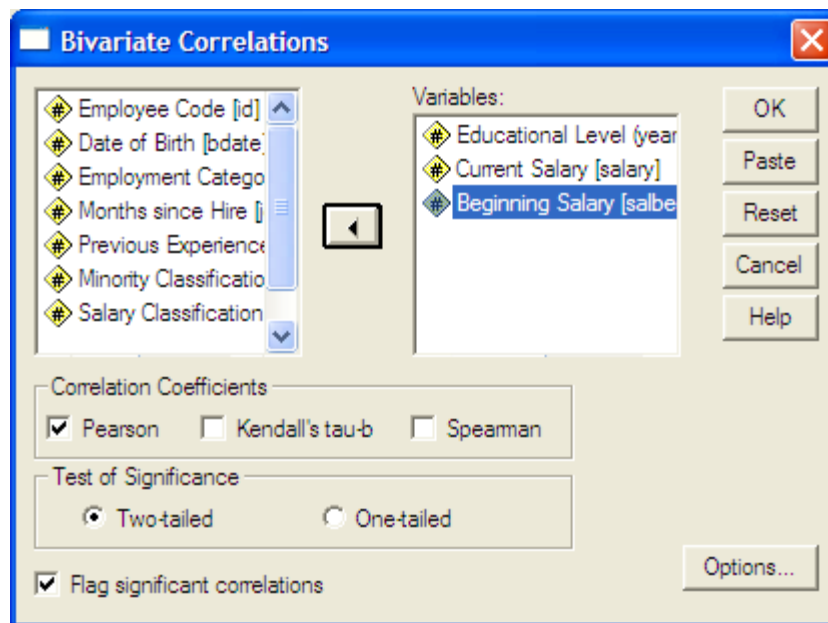 Bivariate Correlations
Employee Code [id]
Date of Birth [bdate]
Employment Catego
Months since Hire [j
Previous Experience
Minority Classificatio
Salary Classification
Variables:
Educational Level (year
Current Salary [salary]
Beginning Salary [salbe
OK
Paste
Reset
Cancel
Help
Correlation Coefficients
Pearson Kendall's tau-b Spearman
Test of Significance
Two-tailed One-tailed
Flag significant correlations
Options...